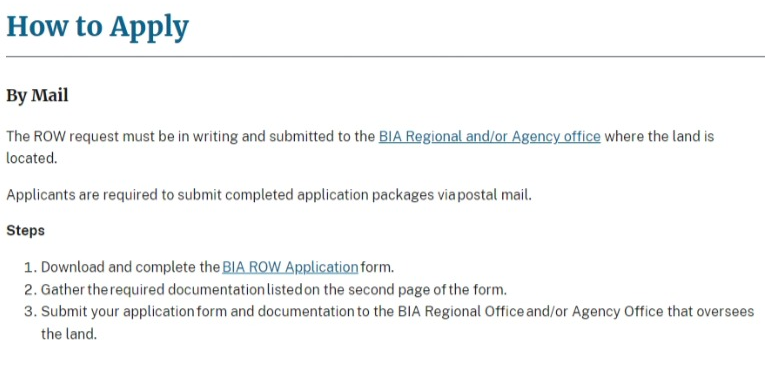 How to Apply
By Mail
The ROW request must be in writing and submitted to the BIA Regional and/or Agency office where the land is
located.
Applicants are required to submit completed application packages via postal mail.
Steps
1. Download and complete the BIA ROW Application form.
2. Gather the required documentation listed on the second page of the form.
3. Submit your application form and documentation to the BIA Regional Office and/or Agency Office that oversees
the land.